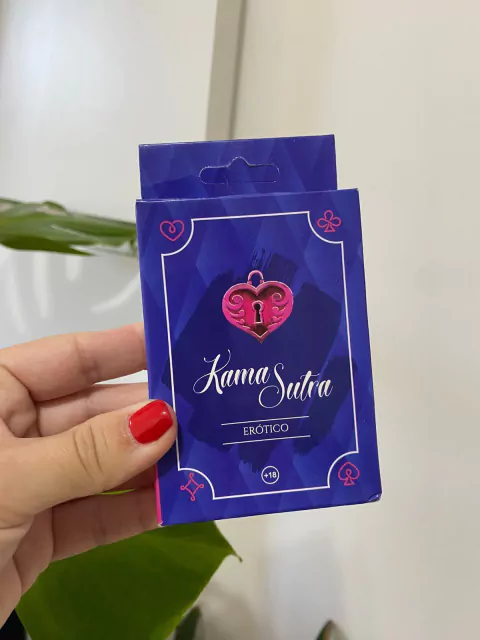 Kama Sutra
ERÓTICO
+18